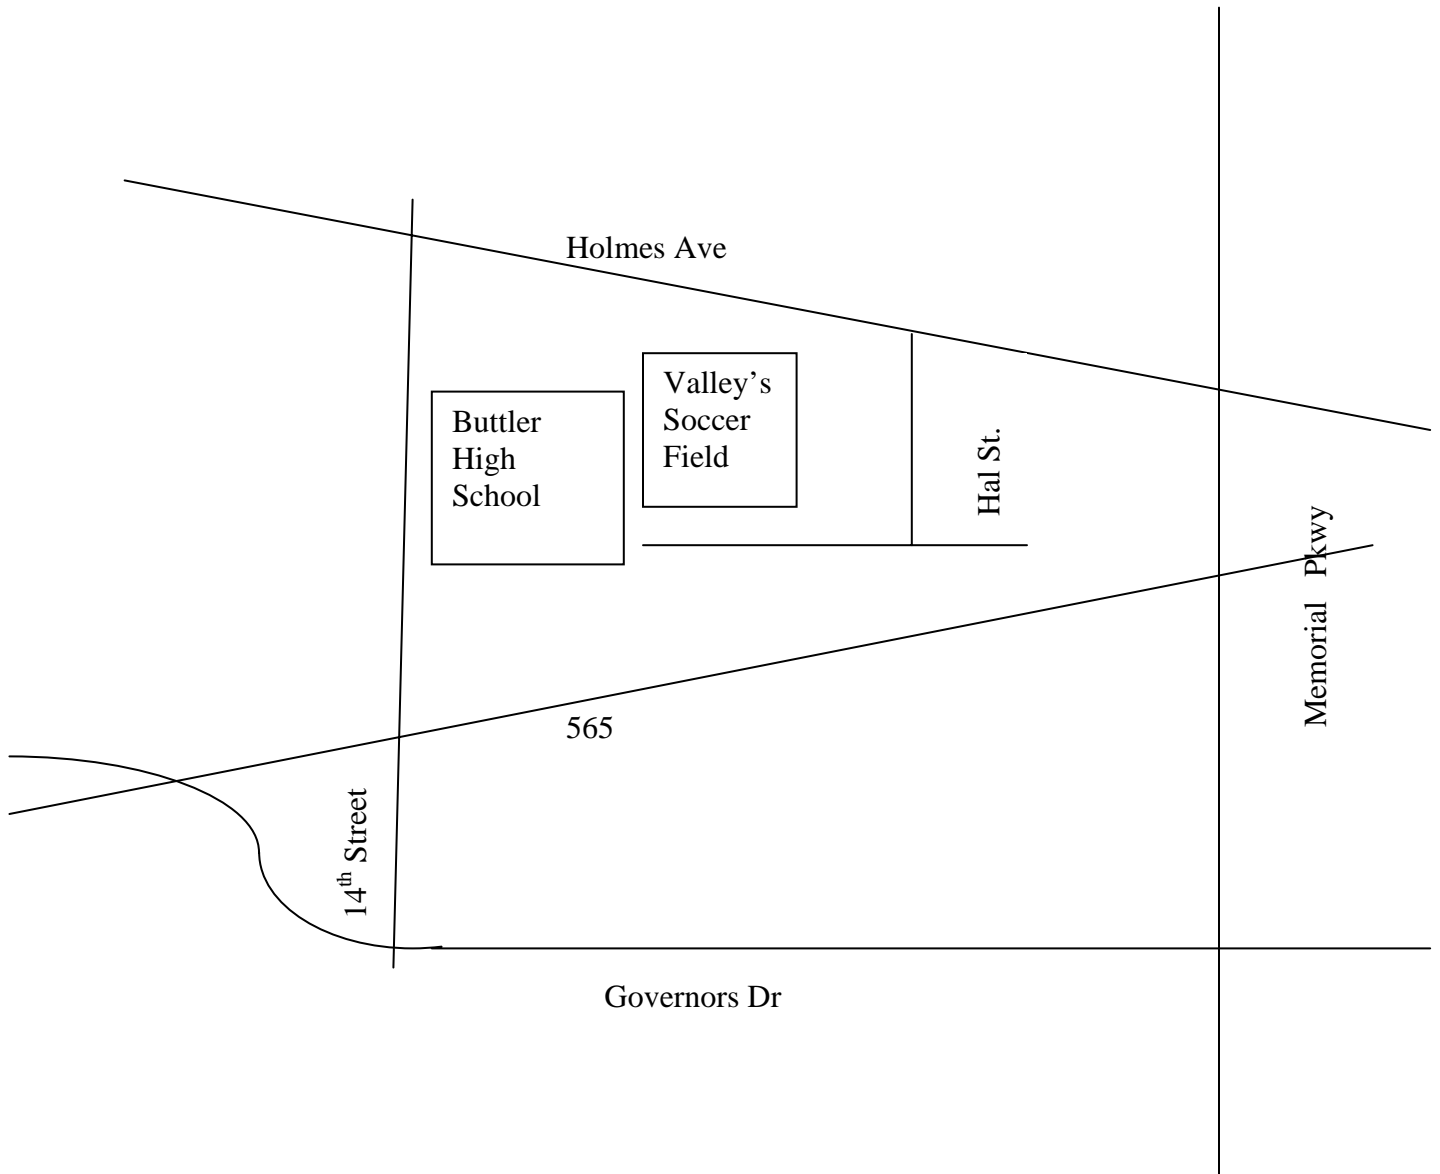 Holmes Ave
Valley's
Soccer
Field
Buttler
High
School
Hal St.
Memorial Pkwy
565
14th Street
Governors Dr